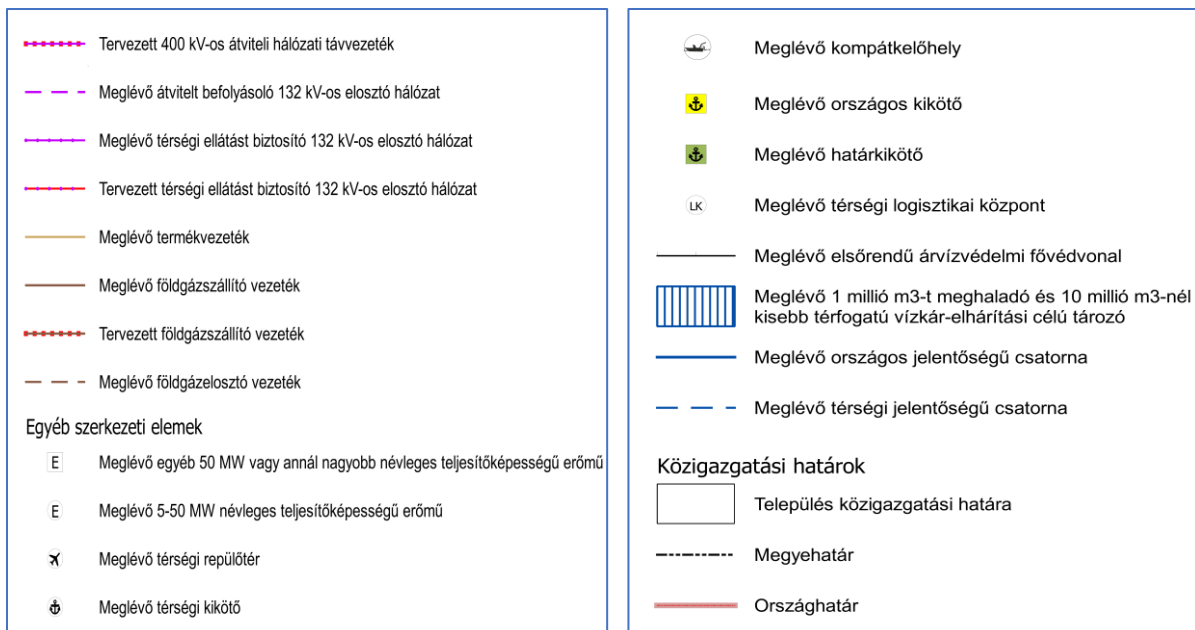 Tervezett 400 kV-os átviteli hálózati távvezeték
Meglévő átvitelt befolyásoló 132 kV-os elosztó hálózat
Meglévő térségi ellátást biztosító 132 kV-os elosztó hálózat
Tervezett térségi ellátást biztosító 132 kV-os elosztó hálózat
Meglévő termékvezeték
Meglévő földgázszállító vezeték
Tervezett földgázszállító vezeték
Meglévő földgázelosztó vezeték
Egyéb szerkezeti elemek
E Meglévő egyéb 50 MW vagy annál nagyobb névleges teljesítőképességű erőmű
E Meglévő 5-50 MW névleges teljesítőképességű erőmű
Meglévő térségi repülőtér
Meglévő térségi kikötő
Meglévő kompátkelőhely
Meglévő országos kikötő
Meglévő határkikötő
LK Meglévő térségi logisztikai központ
Meglévő elsőrendű árvízvédelmi fővédvonal
Meglévő 1 millió m3-t meghaladó és 10 millió m3-nél
kisebb térfogatú vízkár-elhárítási célú tározó
Meglévő országos jelentőségű csatorna
Meglévő térségi jelentőségű csatorna
Közigazgatási határok
Település közigazgatási határa
Megyehatár
Országhatár